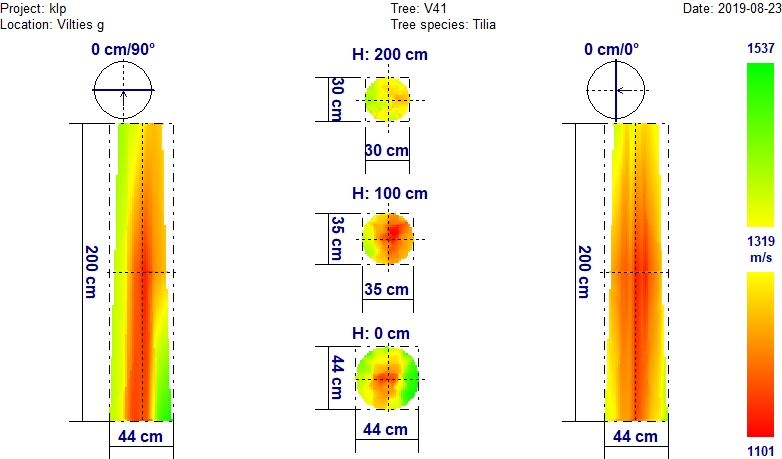 Project: klp
Tree: V41
Date: 2019-08-23
Location: Vilties g
Tree species: Tilia
0 cm/90°
H: 200 cm
0 cm/0°
1537
30 cm
30 cm
H: 100 cm
35 cm
35 cm
200 cm
200 cm
1319
m/s
H: 0 cm
44 cm
44 cm
44 cm
44 cm
1101